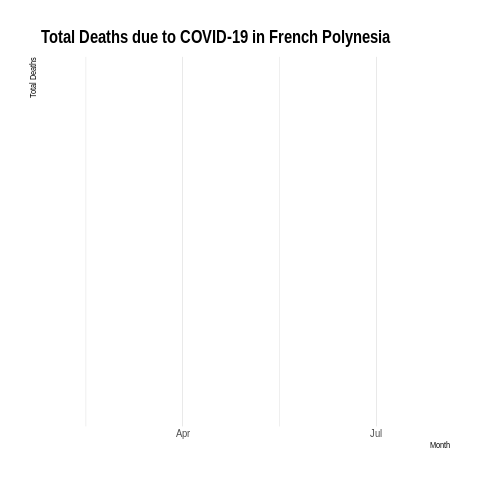 Total Deaths due to COVID-19 in French Polynesia
Total Deaths
Apr Jul
Month